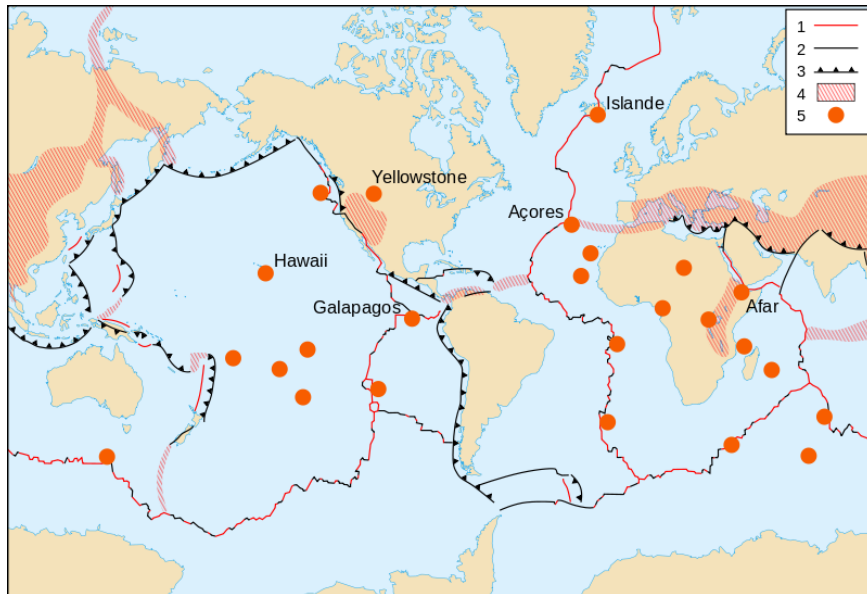 1
2
3
4
5
Islande
Yellowstone
Açores
Hawaii
Galapagos
Afar